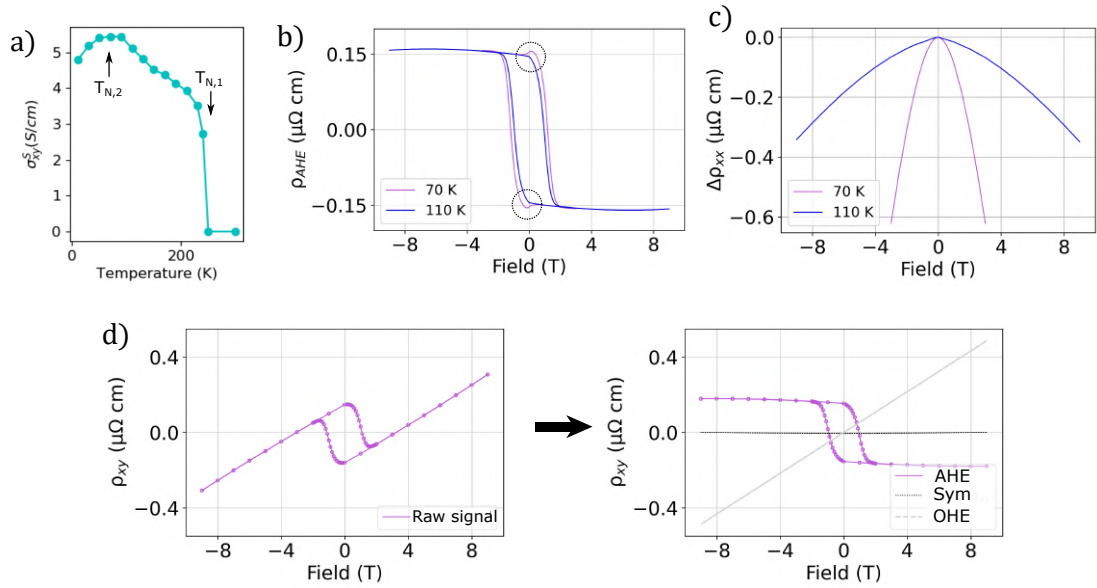 a)
σˢxy(S/cm)
5
4
3
2
1
0
T_N,2
T_N,1
0
200
Temperature (K)
b)
ρ_AHE (μΩ cm)
0.15
0.00
−0.15
70 K
110 K
−8
−4
0
4
8
Field (T)
c)
Δρ_xx (μΩ cm)
0.0
−0.2
−0.4
−0.6
70 K
110 K
−8
−4
0
4
8
Field (T)
d)
ρ_xy (μΩ cm)
0.4
0.0
−0.4
Raw signal
−8
−4
0
4
8
Field (T)
ρ_xy (μΩ cm)
0.4
0.0
−0.4
AHE
Sym
OHE
−8
−4
0
4
8
Field (T)